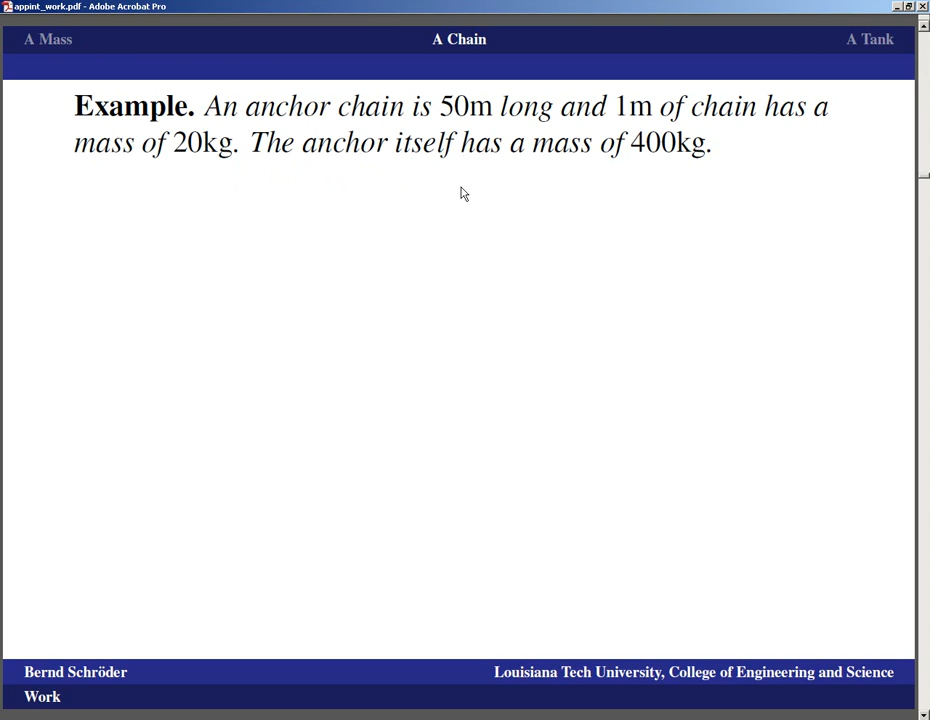 appint_work.pdf - Adobe Acrobat Pro
A Mass A Chain A Tank
Example. An anchor chain is 50m long and 1m of chain has a
mass of 20kg. The anchor itself has a mass of 400kg.
Bernd Schröder Louisiana Tech University, College of Engineering and Science
Work